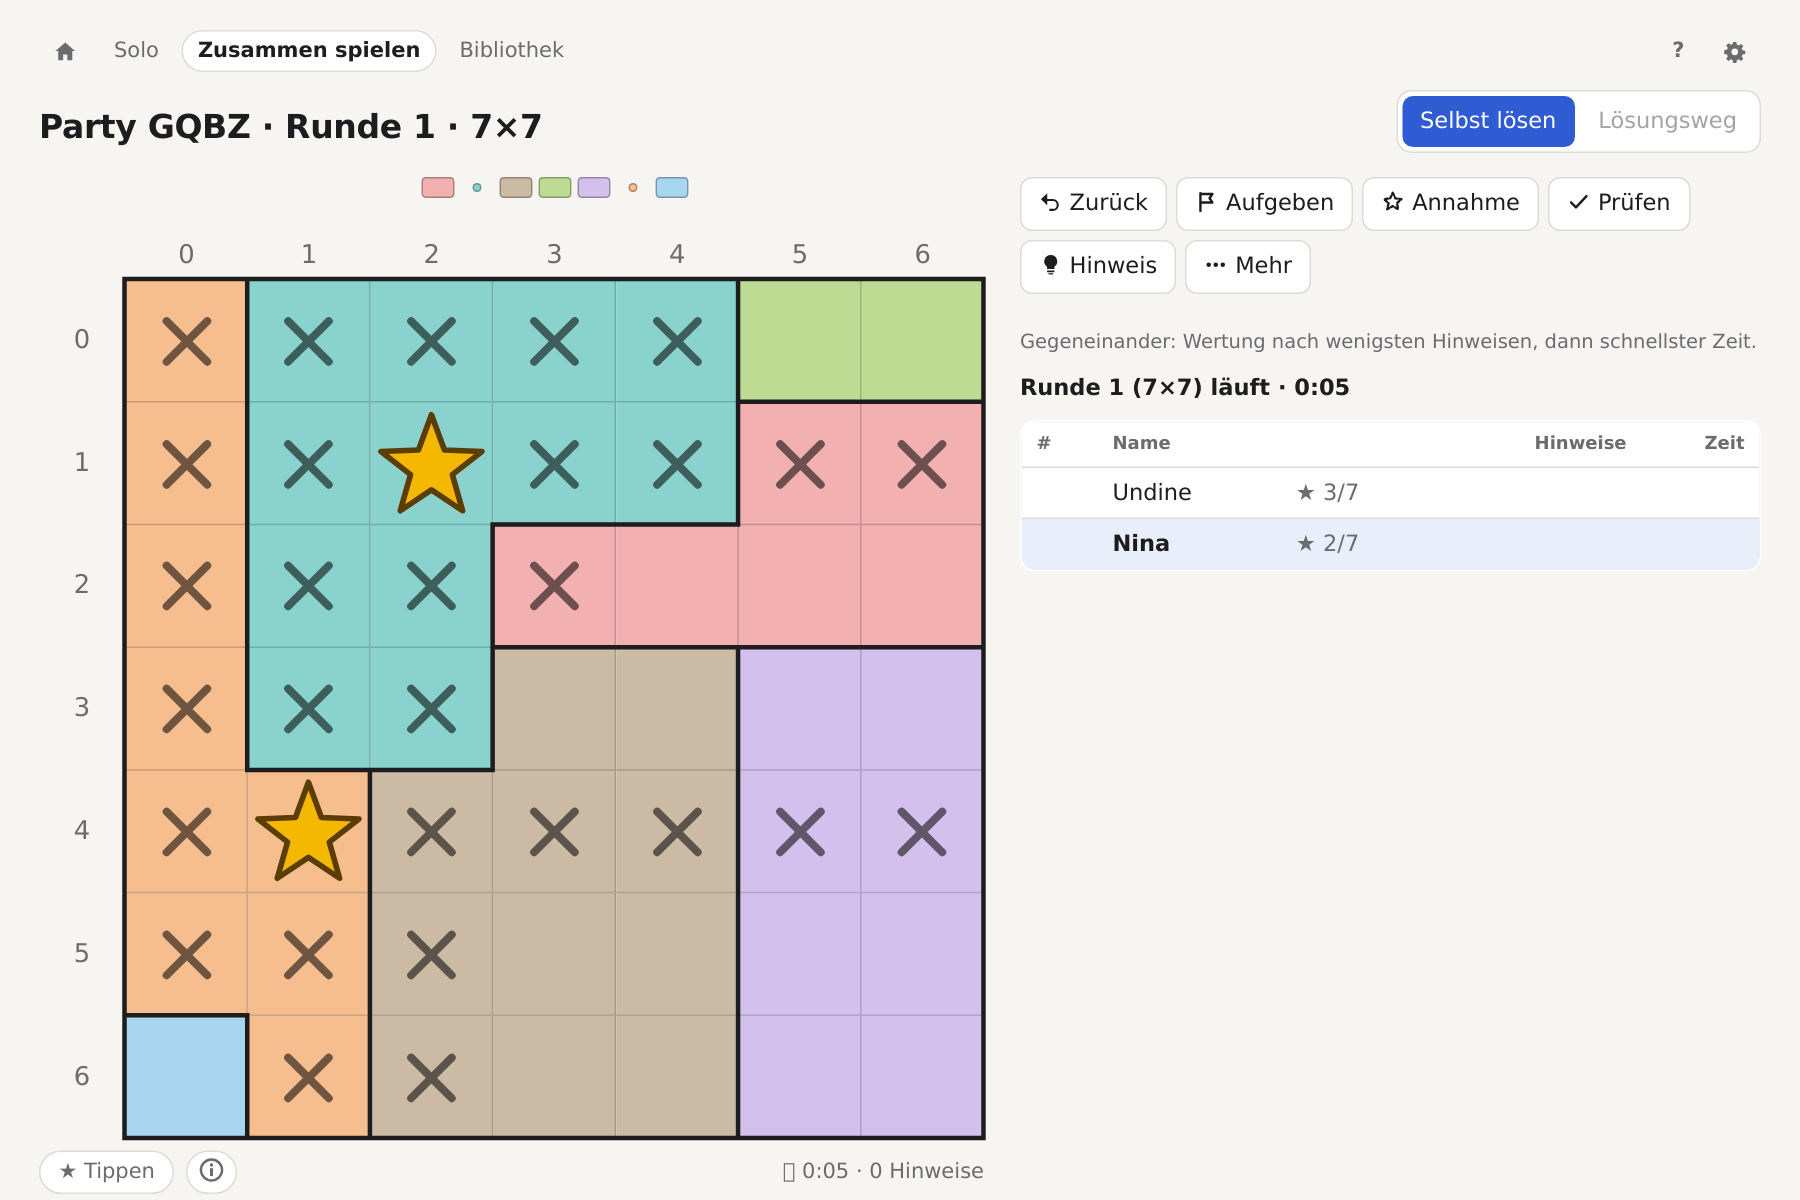 Solo Zusammen spielen Bibliothek ?
Party GQBZ · Runde 1 · 7×7
Selbst lösen Lösungsweg
Zurück Aufgeben Annahme Prüfen
Hinweis Mehr
0 1 2 3 4 5 6
0
1
2
3
4
5
6
Gegeneinander: Wertung nach wenigsten Hinweisen, dann schnellster Zeit.
Runde 1 (7×7) läuft · 0:05
# Name Hinweise Zeit
Undine ★ 3/7
Nina ★ 2/7
★ Tippen
0:05 · 0 Hinweise